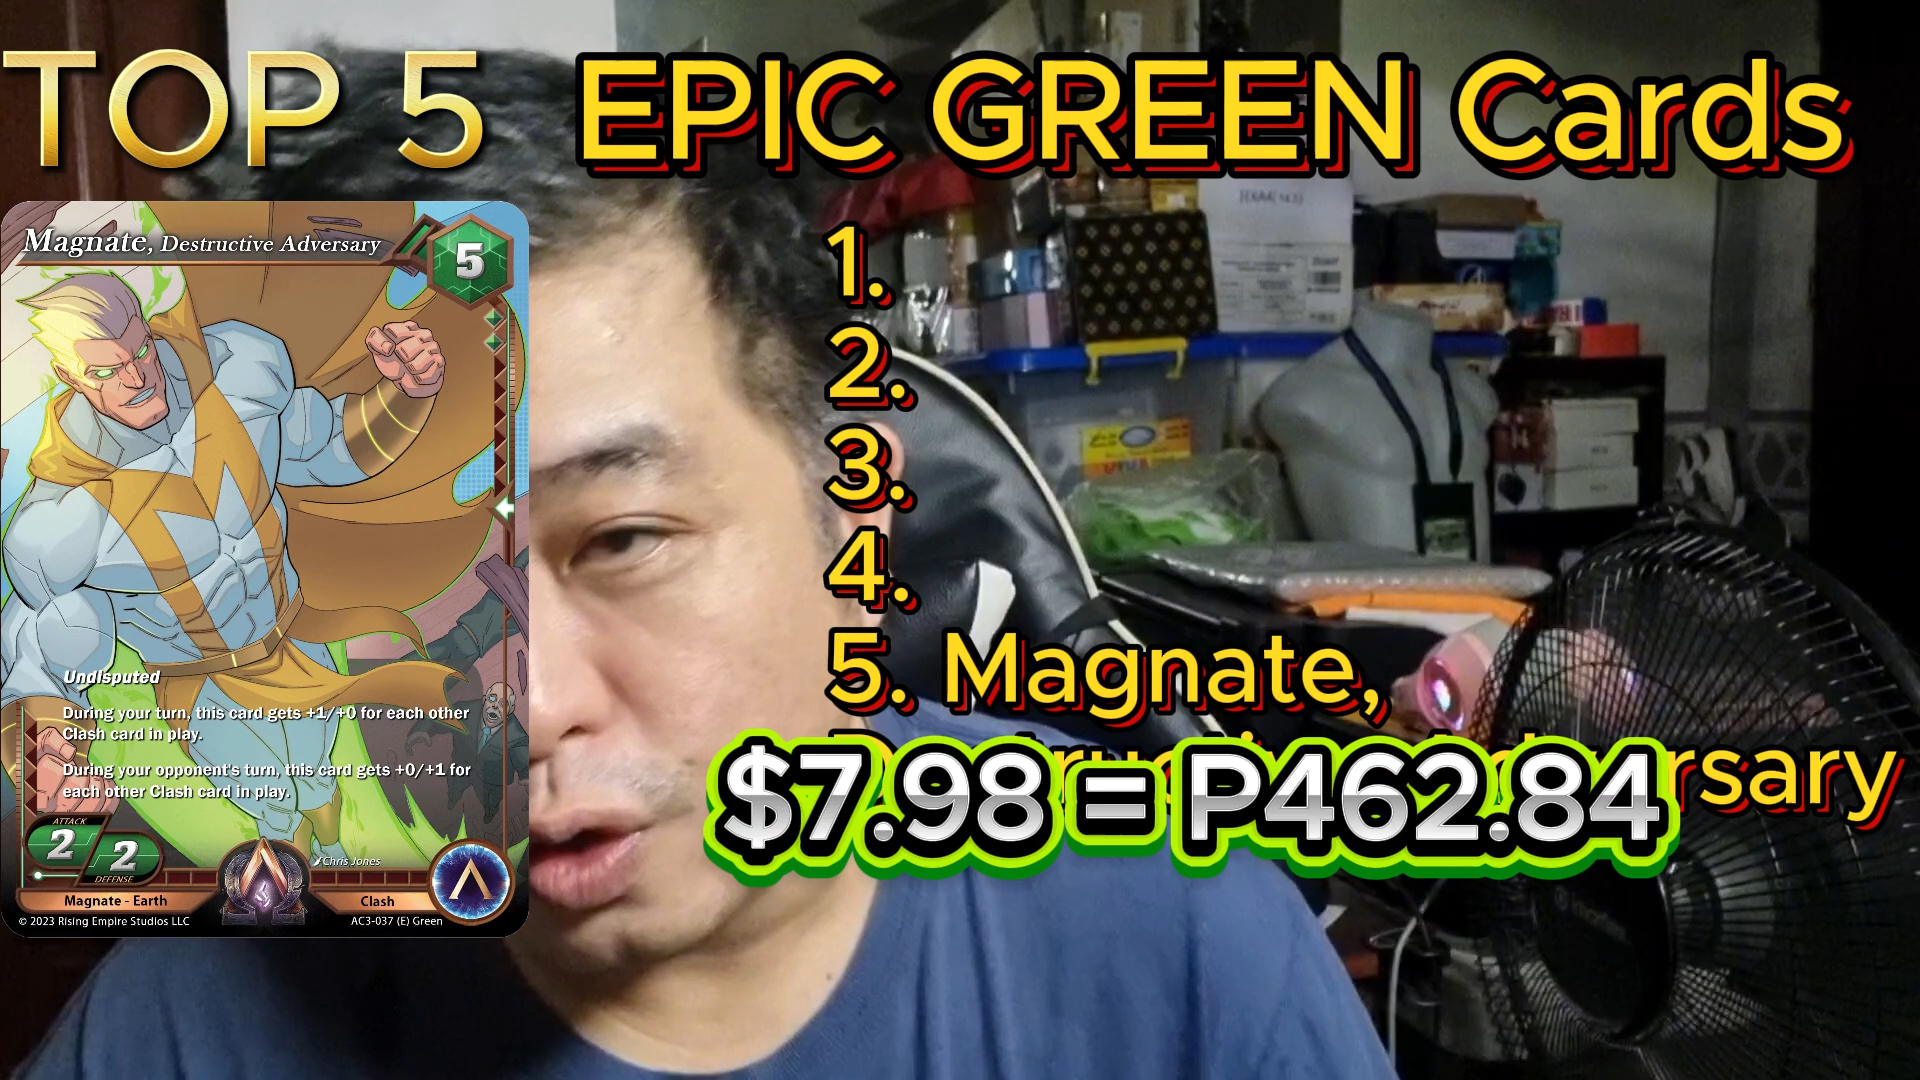 TOP 5 EPIC GREEN Cards
Magnate, Destructive Adversary
5
Undisputed
During your turn, this card gets +1/+0 for each other
Clash card in play.
During your opponent's turn, this card gets +0/+1 for
each other Clash card in play.
ATTACK
2
2
DEFENSE
Chris Jones
Magnate - Earth
Clash
© 2023 Rising Empire Studios LLC
AC3-037 (E) Green
1.
2.
3.
4.
5. Magnate,
$7.98 = P462.84